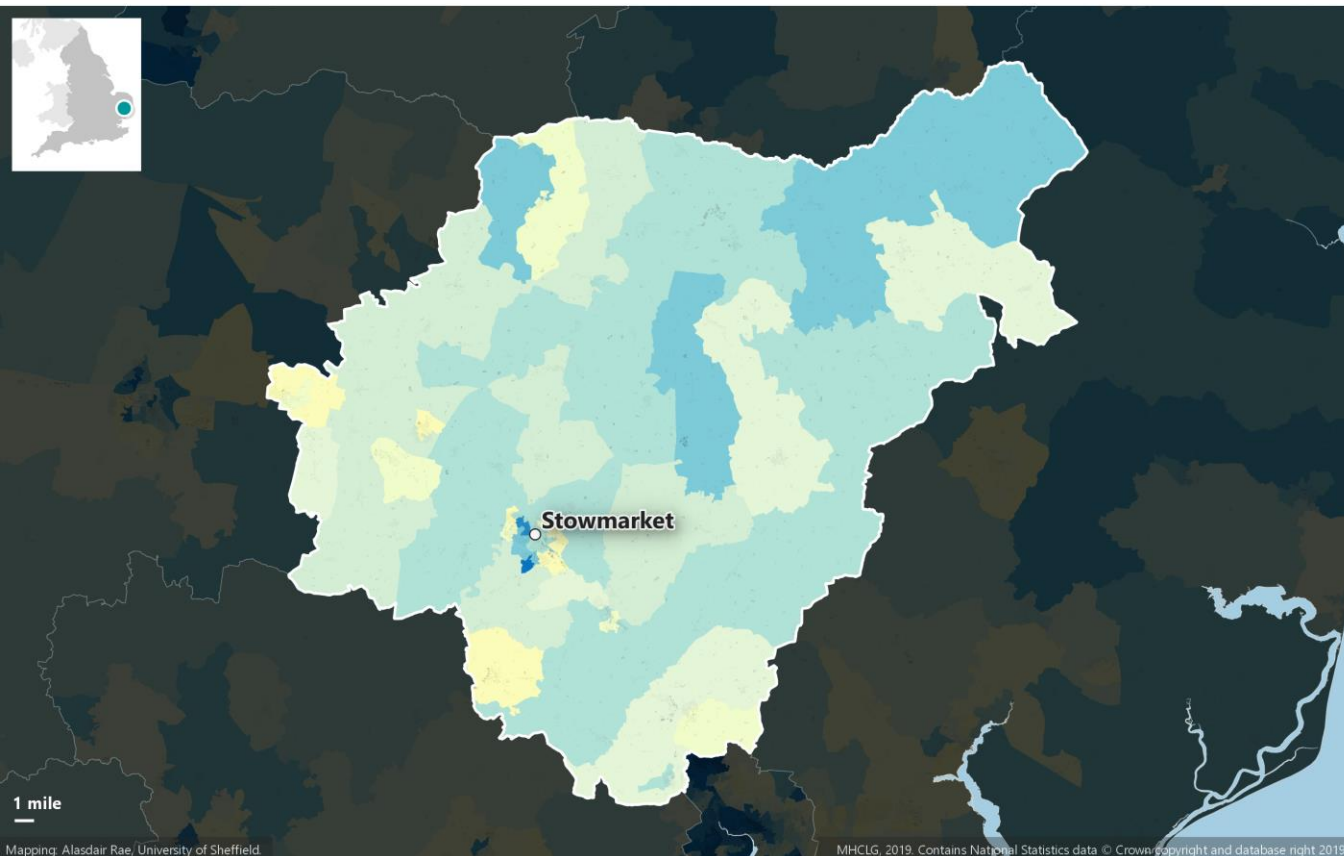 Stowmarket
1 mile
Mapping: Alasdair Rae, University of Sheffield.
MHCLG, 2019. Contains National Statistics data © Crown copyright and database right 2019